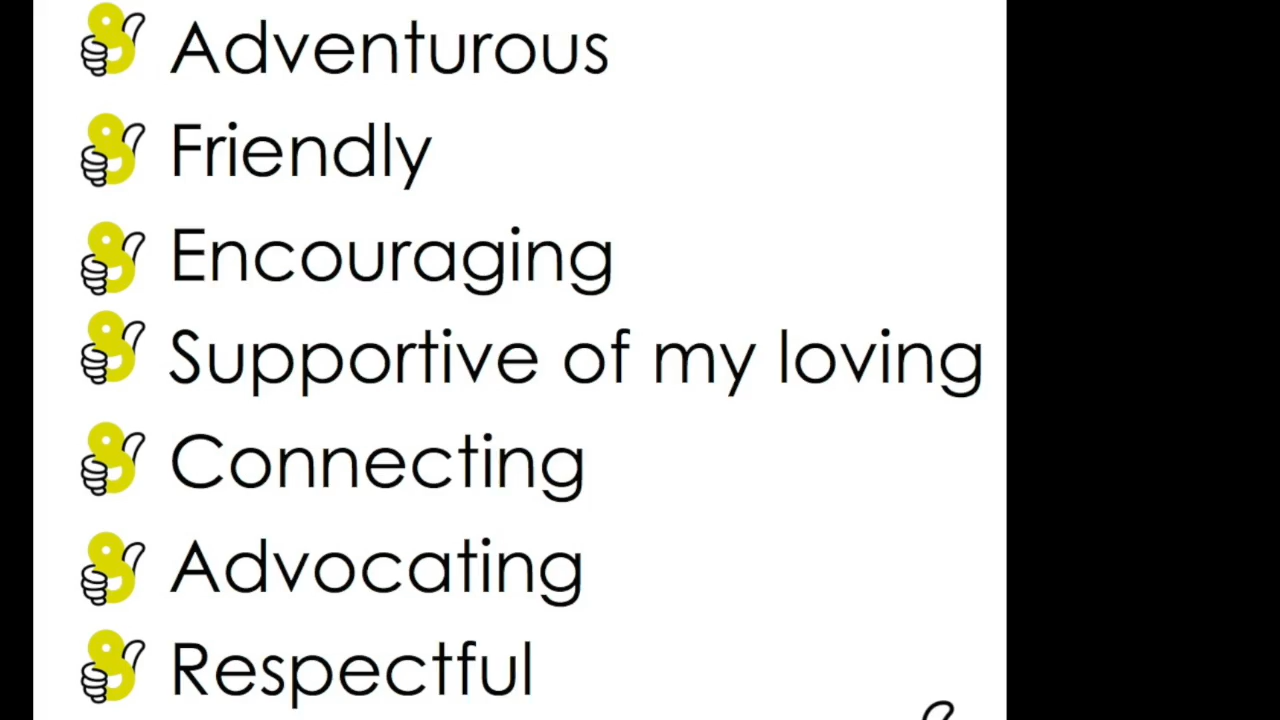 Adventurous
Friendly
Encouraging
Supportive of my loving
Connecting
Advocating
Respectful